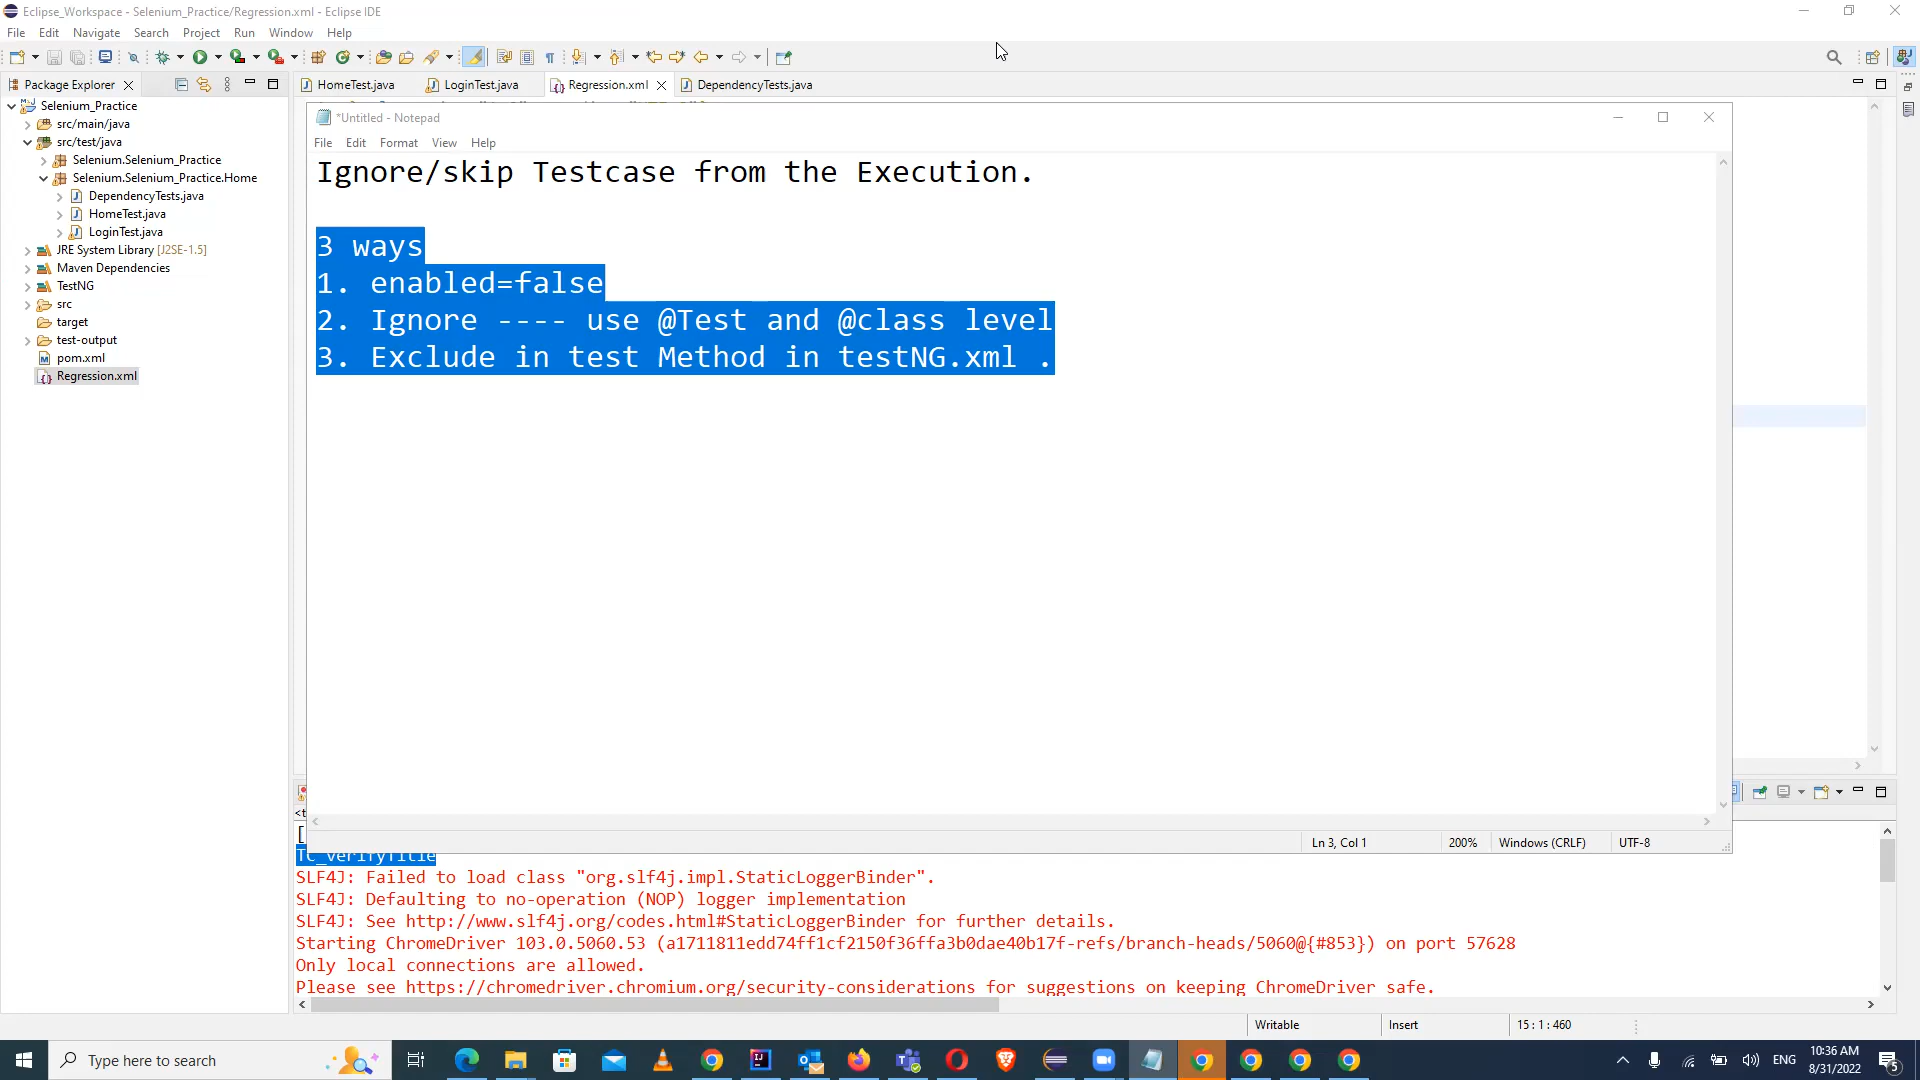 Eclipse_Workspace - Selenium_Practice/Regression.xml - Eclipse IDE
File Edit Navigate Search Project Run Window Help
Package Explorer
HomeTest.java
LoginTest.java
Regression.xml
DependencyTests.java
Selenium_Practice
src/main/java
src/test/java
Selenium.Selenium_Practice
Selenium.Selenium_Practice.Home
DependencyTests.java
HomeTest.java
LoginTest.java
JRE System Library [J2SE-1.5]
Maven Dependencies
TestNG
src
target
test-output
pom.xml
Regression.xml
*Untitled - Notepad
File Edit Format View Help
Ignore/skip Testcase from the Execution.
3 ways
1. enabled=false
2. Ignore ---- use @Test and @class level
3. Exclude in test Method in testNG.xml .
Ln 3, Col 1
200%
Windows (CRLF)
UTF-8
<t
[
TC_verifyTitle
SLF4J: Failed to load class "org.slf4j.impl.StaticLoggerBinder".
SLF4J: Defaulting to no-operation (NOP) logger implementation
SLF4J: See http://www.slf4j.org/codes.html#StaticLoggerBinder for further details.
Starting ChromeDriver 103.0.5060.53 (a1711811edd74ff1cf2150f36ffa3b0dae40b17f-refs/branch-heads/5060@{#853}) on port 57628
Only local connections are allowed.
Please see https://chromedriver.chromium.org/security-considerations for suggestions on keeping ChromeDriver safe.
Writable
Insert
15 : 1 : 460
Type here to search
ENG
10:36 AM
8/31/2022
5